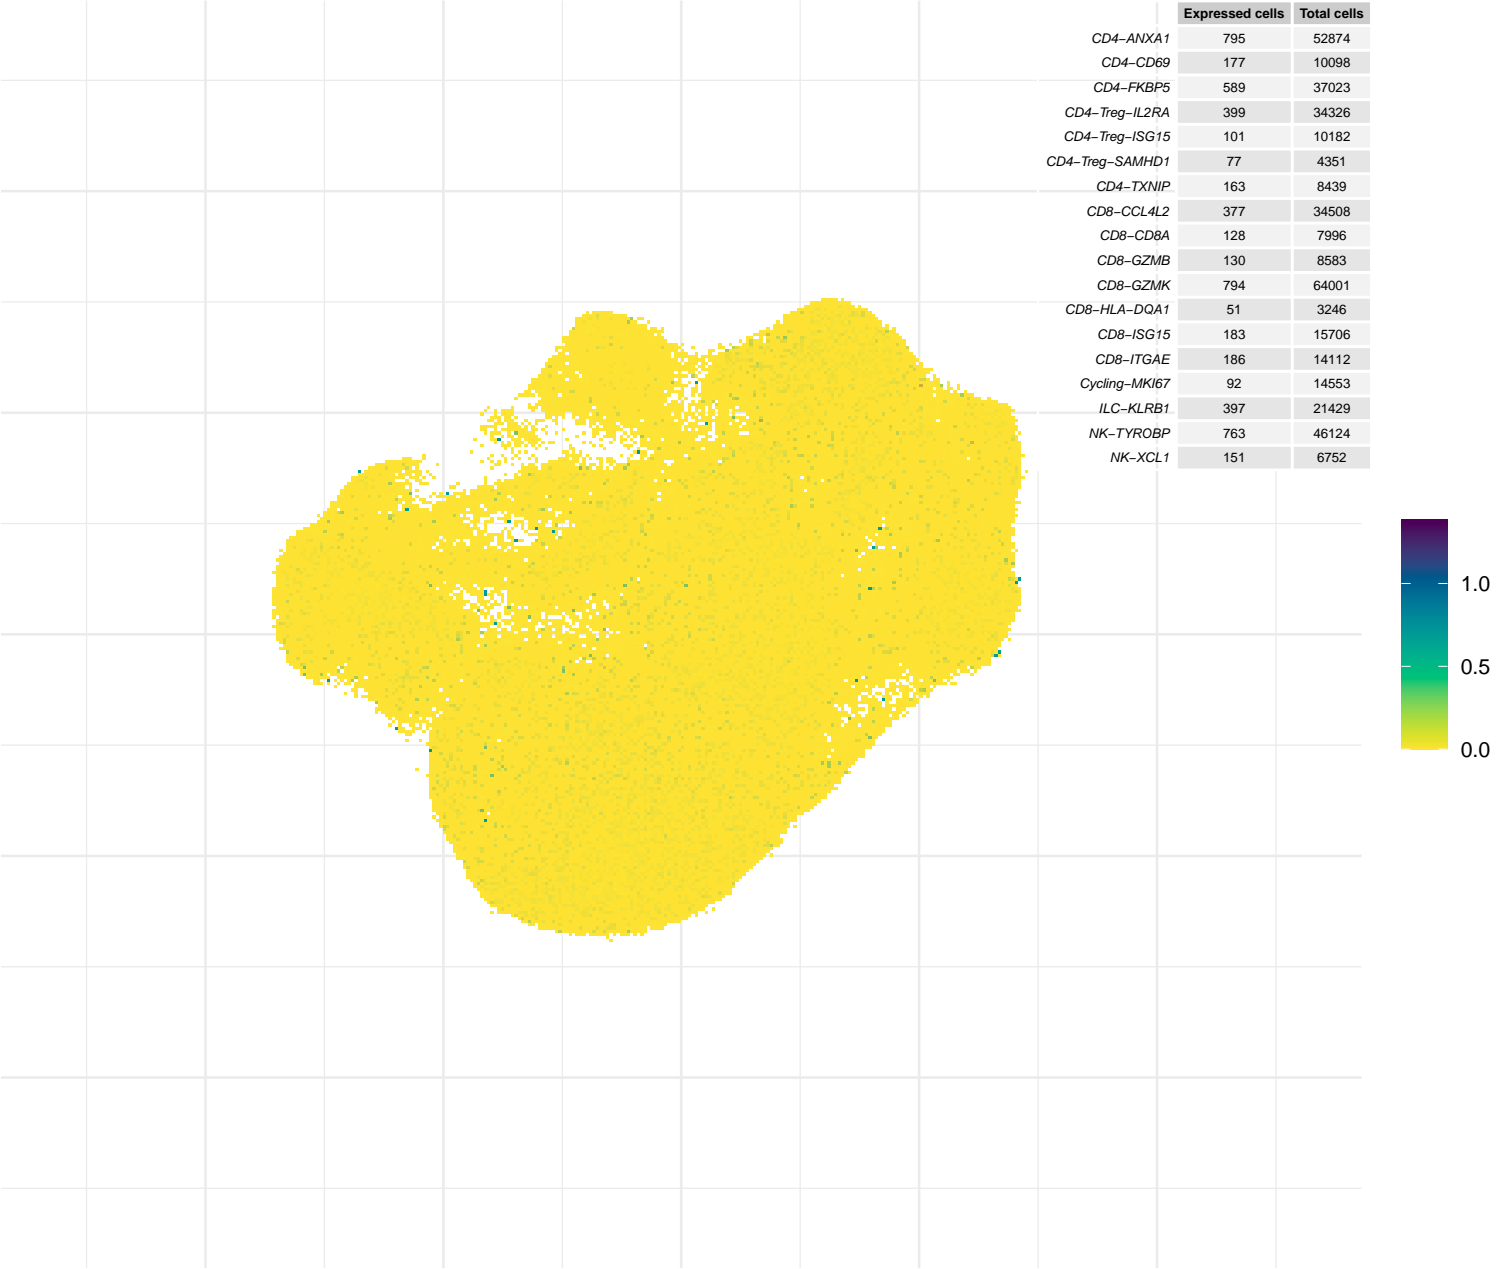 Expressed cells Total cells
CD4−ANXA1 795 52874
CD4−CD69 177 10098
CD4−FKBP5 589 37023
CD4−Treg−IL2RA 399 34326
CD4−Treg−ISG15 101 10182
CD4−Treg−SAMHD1 77 4351
CD4−TXNIP 163 8439
CD8−CCL4L2 377 34508
CD8−CD8A 128 7996
CD8−GZMB 130 8583
CD8−GZMK 794 64001
CD8−HLA−DQA1 51 3246
CD8−ISG15 183 15706
CD8−ITGAE 186 14112
Cycling−MKI67 92 14553
ILC−KLRB1 397 21429
NK−TYROBP 763 46124
NK−XCL1 151 6752
1.0
0.5
0.0